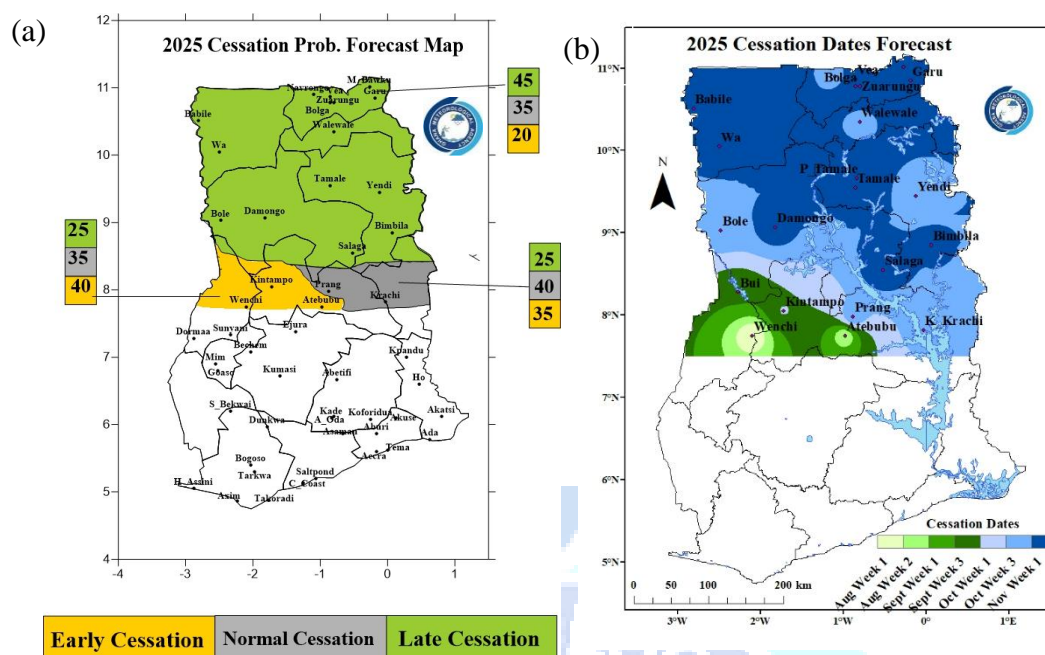 (a)
2025 Cessation Prob. Forecast Map
12
11
10
9
8
7
6
5
4
-4
-3
-2
-1
0
1
M_Bawku
Navrongo
Vea
Garu
Zuarungu
Bolga
Walewale
Babile
Wa
Tamale
Yendi
Bole
Damongo
Bimbila
Salaga
Kintampo
Prang
Krachi
Wenchi
Atebubu
Dormaa
Sunyani
Ejura
Bechem
Mim
Goaso
Kumasi
Abetifi
Kpandu
Ho
S_Bekwai
Dunkwa
Kade
A_Oda
Koforidua
Akuse
Akatsi
Asaman
Aburi
Ada
Bogoso
Tarkwa
Tema
Accra
Saltpond
C_Coast
H_Assini
Axim
Takoradi
45
35
20
25
35
40
25
40
35
y
Early Cessation
Normal Cessation
Late Cessation
(b)
2025 Cessation Dates Forecast
11°N
10°N
9°N
8°N
7°N
6°N
5°N
3°W
2°W
1°W
0°
1°E
N
Bolga
Vea
Garu
Zuarungu
Babile
Walewale
Wa
P_Tamale
Tamale
Yendi
Bole
Damongo
Bimbila
Salaga
Bui
Kintampo
Prang
K_Krachi
Wenchi
Atebubu
Cessation Dates
Aug Week 1
Aug Week 2
Sept Week 1
Sept Week 3
Oct Week 1
Oct Week 3
Nov Week 1
0
50
100
200 km